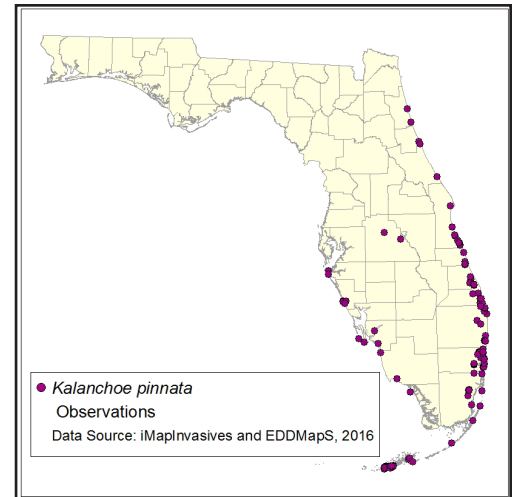 Kalanchoe pinnata
Observations
Data Source: iMapInvasives and EDDMapS, 2016